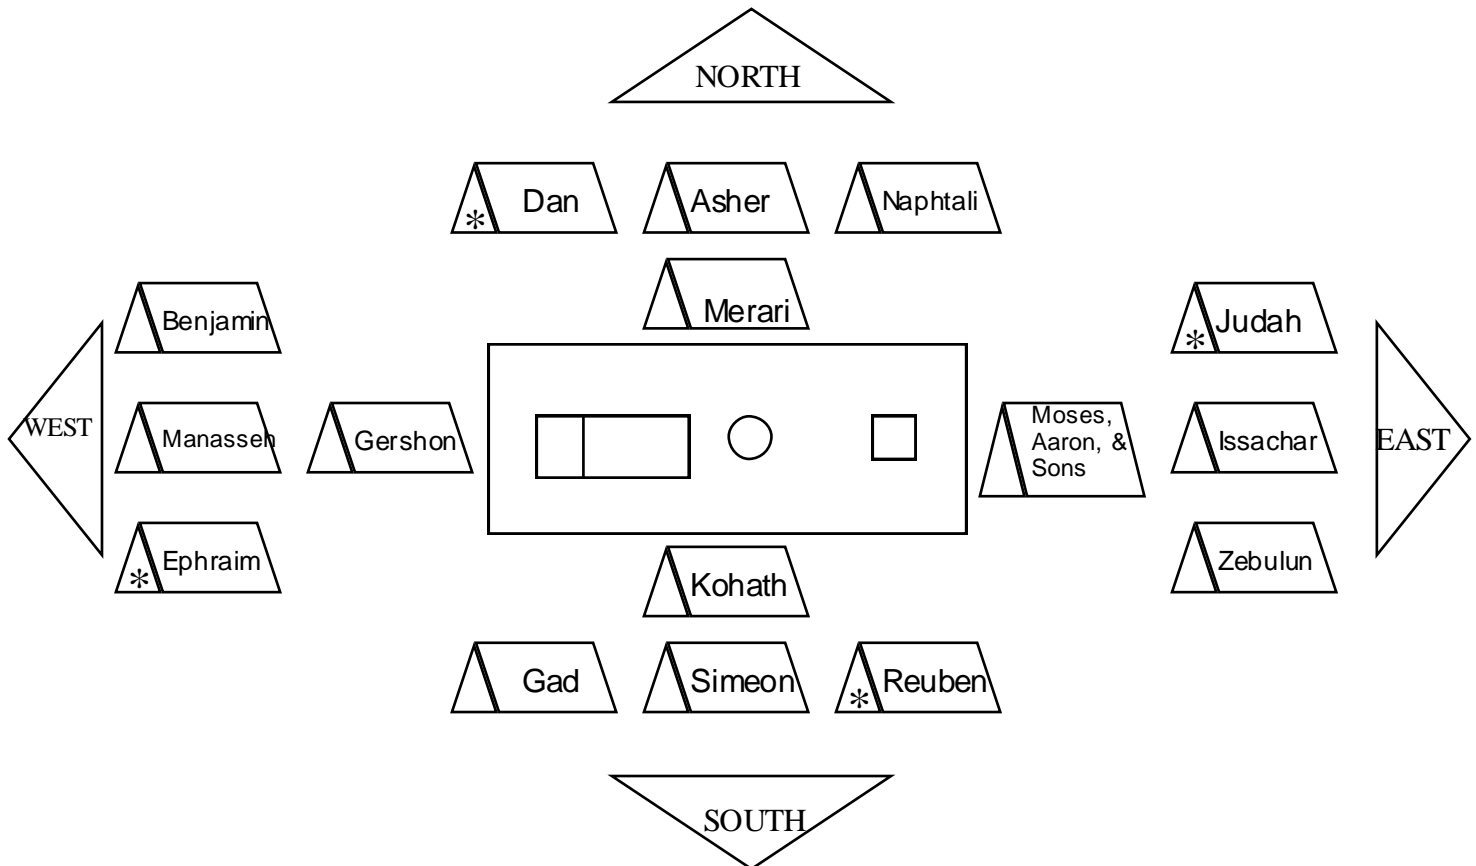 NORTH
* Dan
Asher
Naphtali
Merari
Benjamin
* Judah
WEST
Manasseh
Gershon
Moses,
Aaron, &
Sons
Issachar
EAST
* Ephraim
Zebulun
Kohath
Gad
Simeon
* Reuben
SOUTH